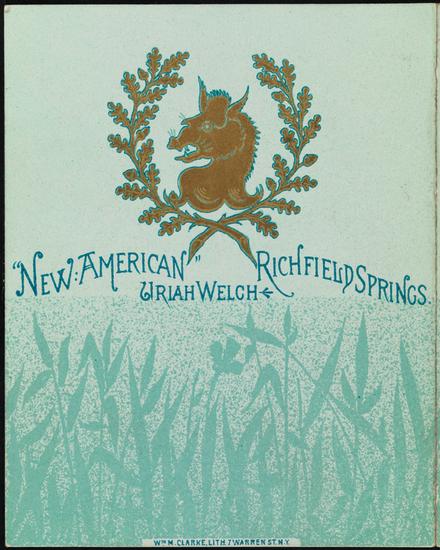 "NEW AMERICAN" RICHFIELD SPRINGS.
URIAH WELCH
WM M. CLARKE, LITH. 7 WARREN ST. N.Y.